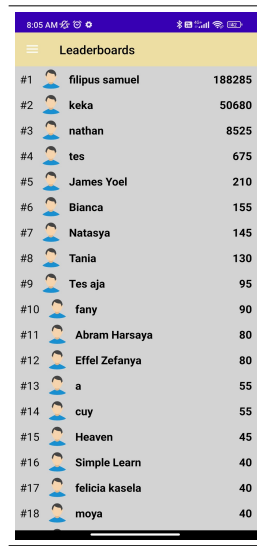 8:05 AM
Leaderboards
#1 filipus samuel 188285
#2 keka 50680
#3 nathan 8525
#4 tes 675
#5 James Yoel 210
#6 Bianca 155
#7 Natasya 145
#8 Tania 130
#9 Tes aja 95
#10 fany 90
#11 Abram Harsaya 80
#12 Effel Zefanya 80
#13 a 55
#14 cuy 55
#15 Heaven 45
#16 Simple Learn 40
#17 felicia kasela 40
#18 moya 40